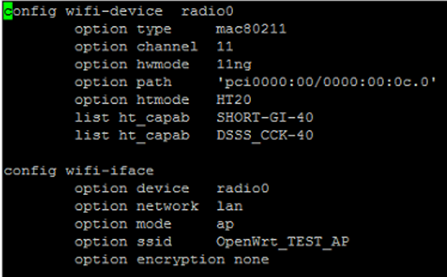 config wifi-device  radio0
        option type     mac80211
        option channel  11
        option hwmode   11ng
        option path     'pci0000:00/0000:00:0c.0'
        option htmode   HT20
        list ht_capab   SHORT-GI-40
        list ht_capab   DSSS_CCK-40

config wifi-iface
        option device   radio0
        option network  lan
        option mode     ap
        option ssid     OpenWrt_TEST_AP
        option encryption none